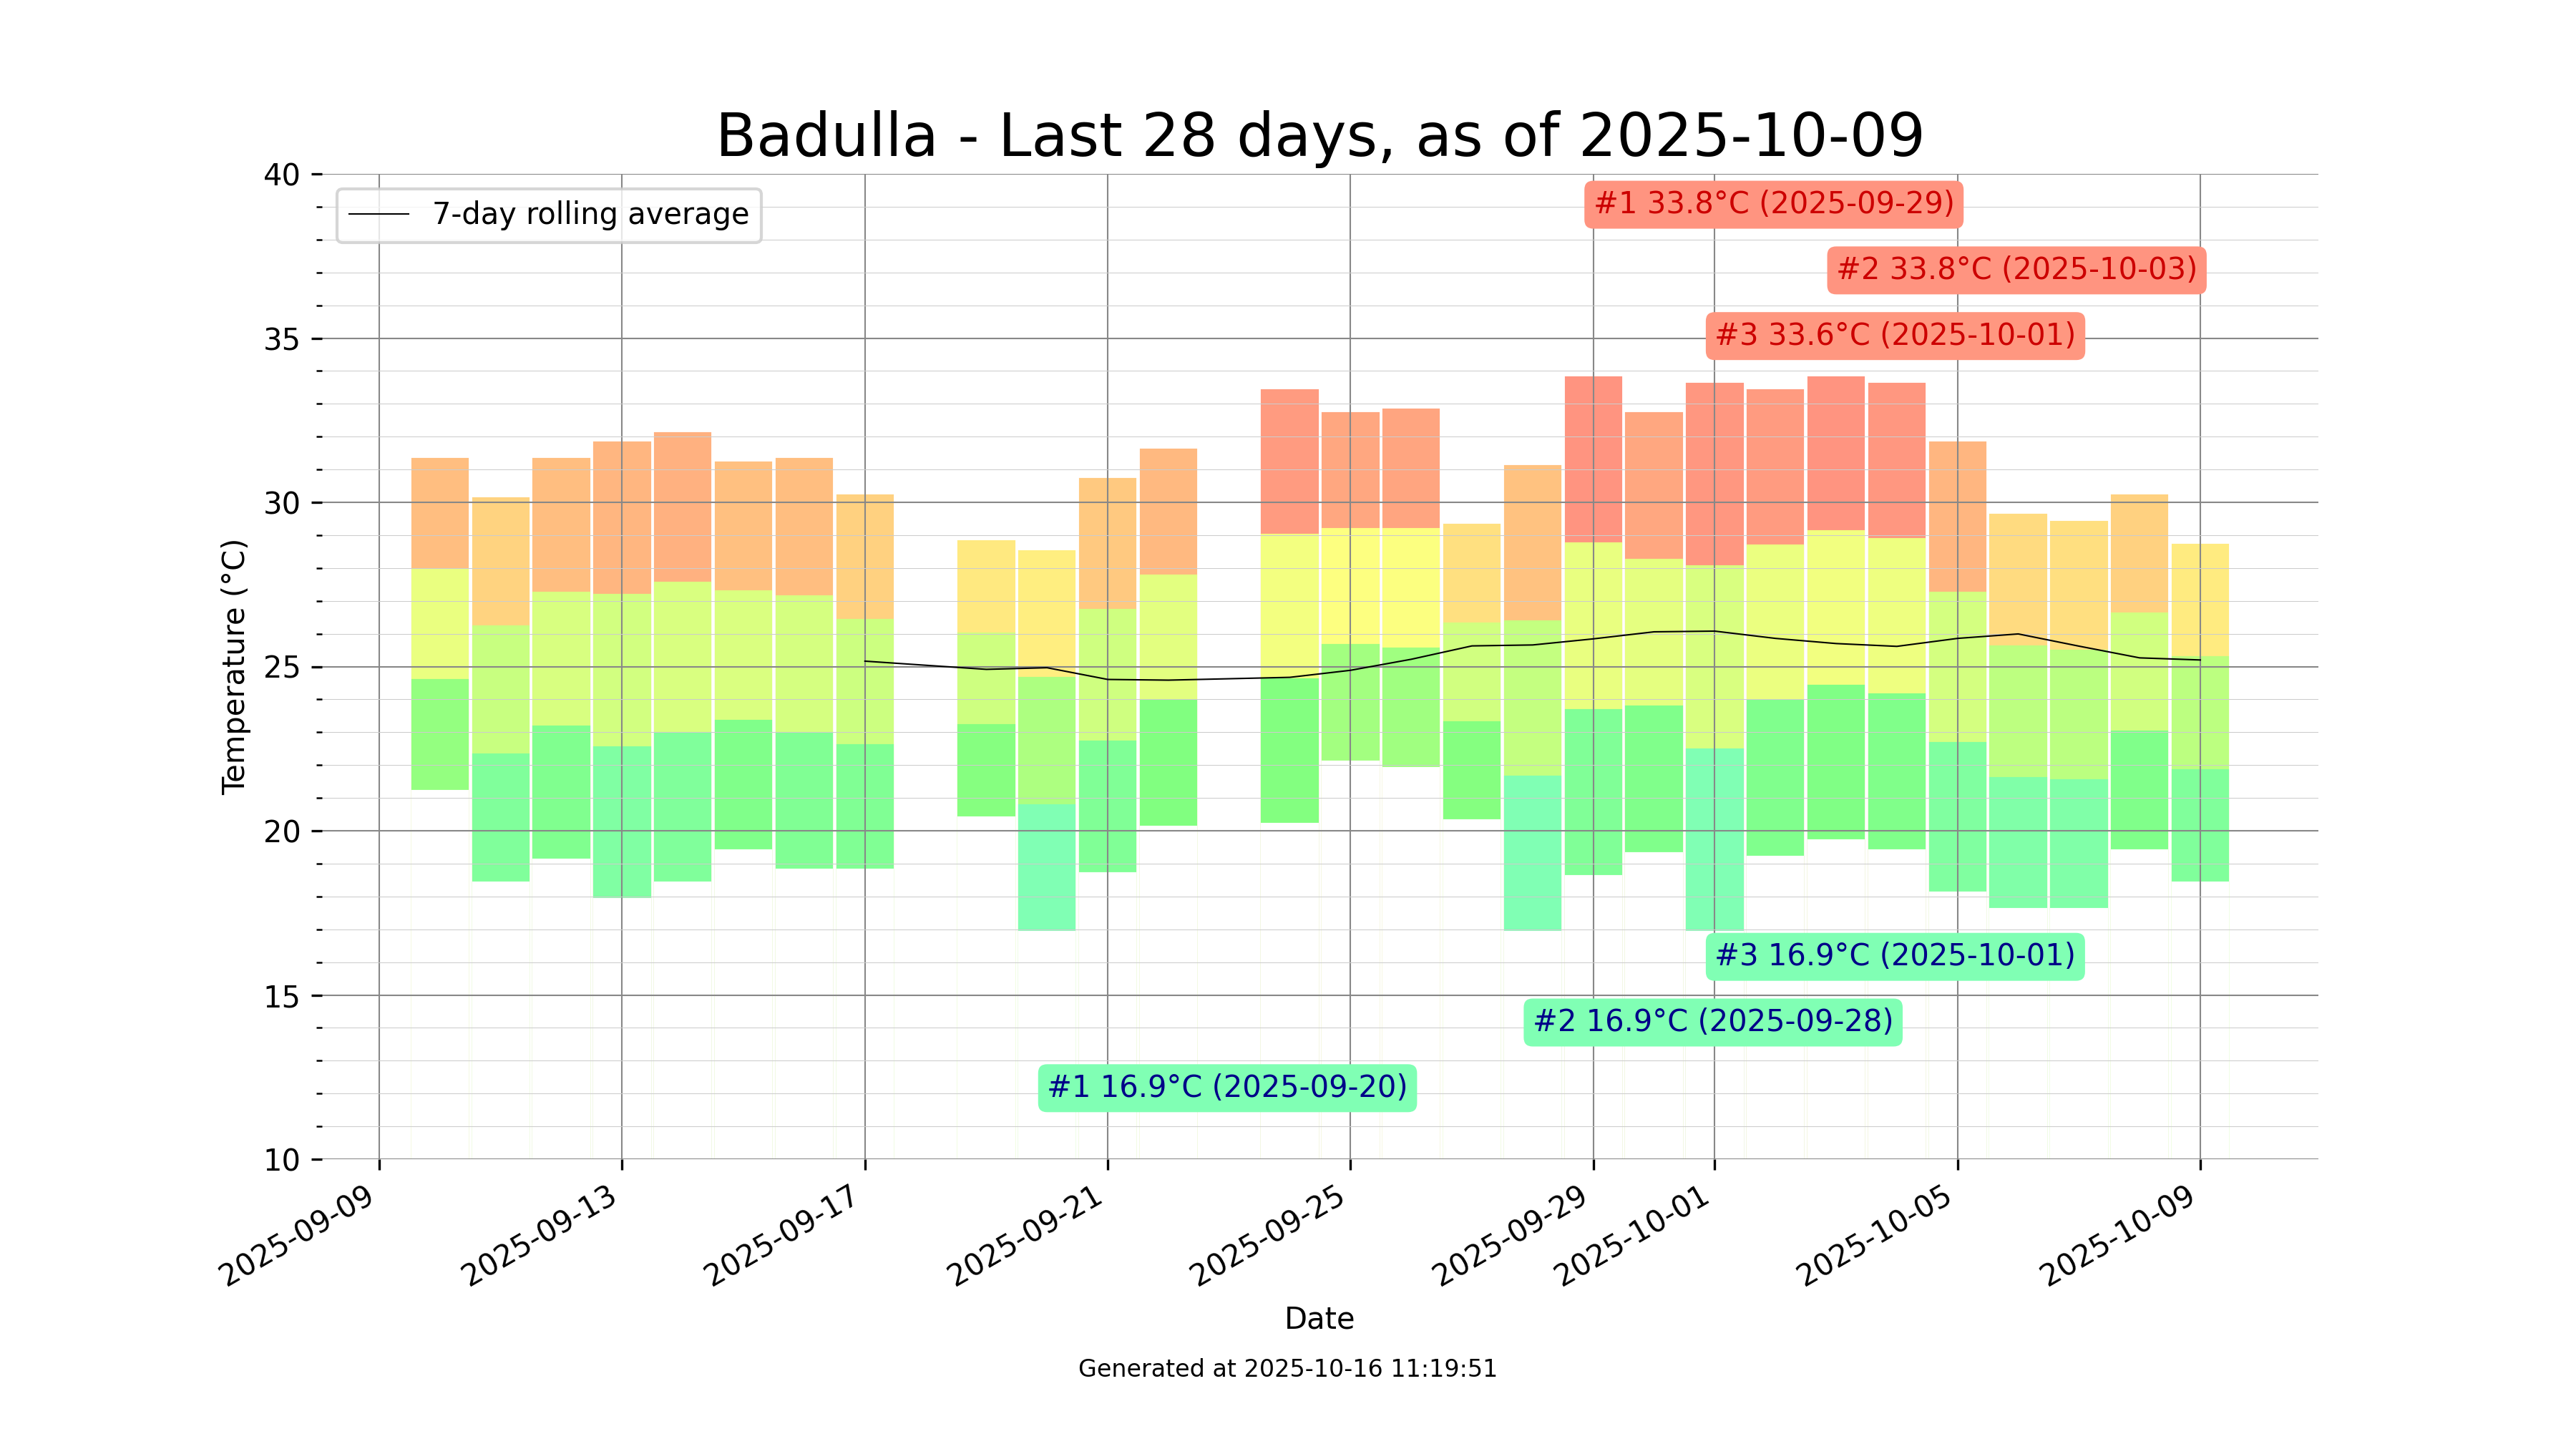 Badulla - Last 28 days, as of 2025-10-09
7-day rolling average
#1 33.8°C (2025-09-29)
#2 33.8°C (2025-10-03)
#3 33.6°C (2025-10-01)
#3 16.9°C (2025-10-01)
#2 16.9°C (2025-09-28)
#1 16.9°C (2025-09-20)
Temperature (°C)
40
35
30
25
20
15
10
2025-09-09
2025-09-13
2025-09-17
2025-09-21
2025-09-25
2025-09-29
2025-10-01
2025-10-05
2025-10-09
Date
Generated at 2025-10-16 11:19:51